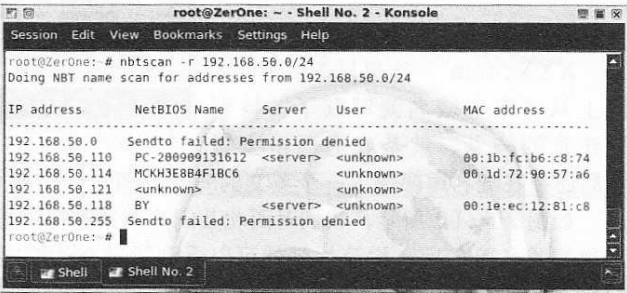 root@ZerOne: ~ - Shell No. 2 - Konsole
Session Edit View Bookmarks Settings Help
root@ZerOne:~# nbtscan -r 192.168.50.0/24
Doing NBT name scan for addresses from 192.168.50.0/24
IP address NetBIOS Name Server User MAC address
192.168.50.0 Sendto failed: Permission denied
192.168.50.110 PC-200909131612 <server> <unknown> 00:1b:fc:b6:c8:74
192.168.50.114 MCKH3E8B4F1BC6 <unknown> 00:1d:72:90:57:a6
192.168.50.121 <unknown> <unknown>
192.168.50.118 BY <server> <unknown> 00:1e:ec:12:81:c8
192.168.50.255 Sendto failed: Permission denied
root@ZerOne:~#
Shell Shell No. 2